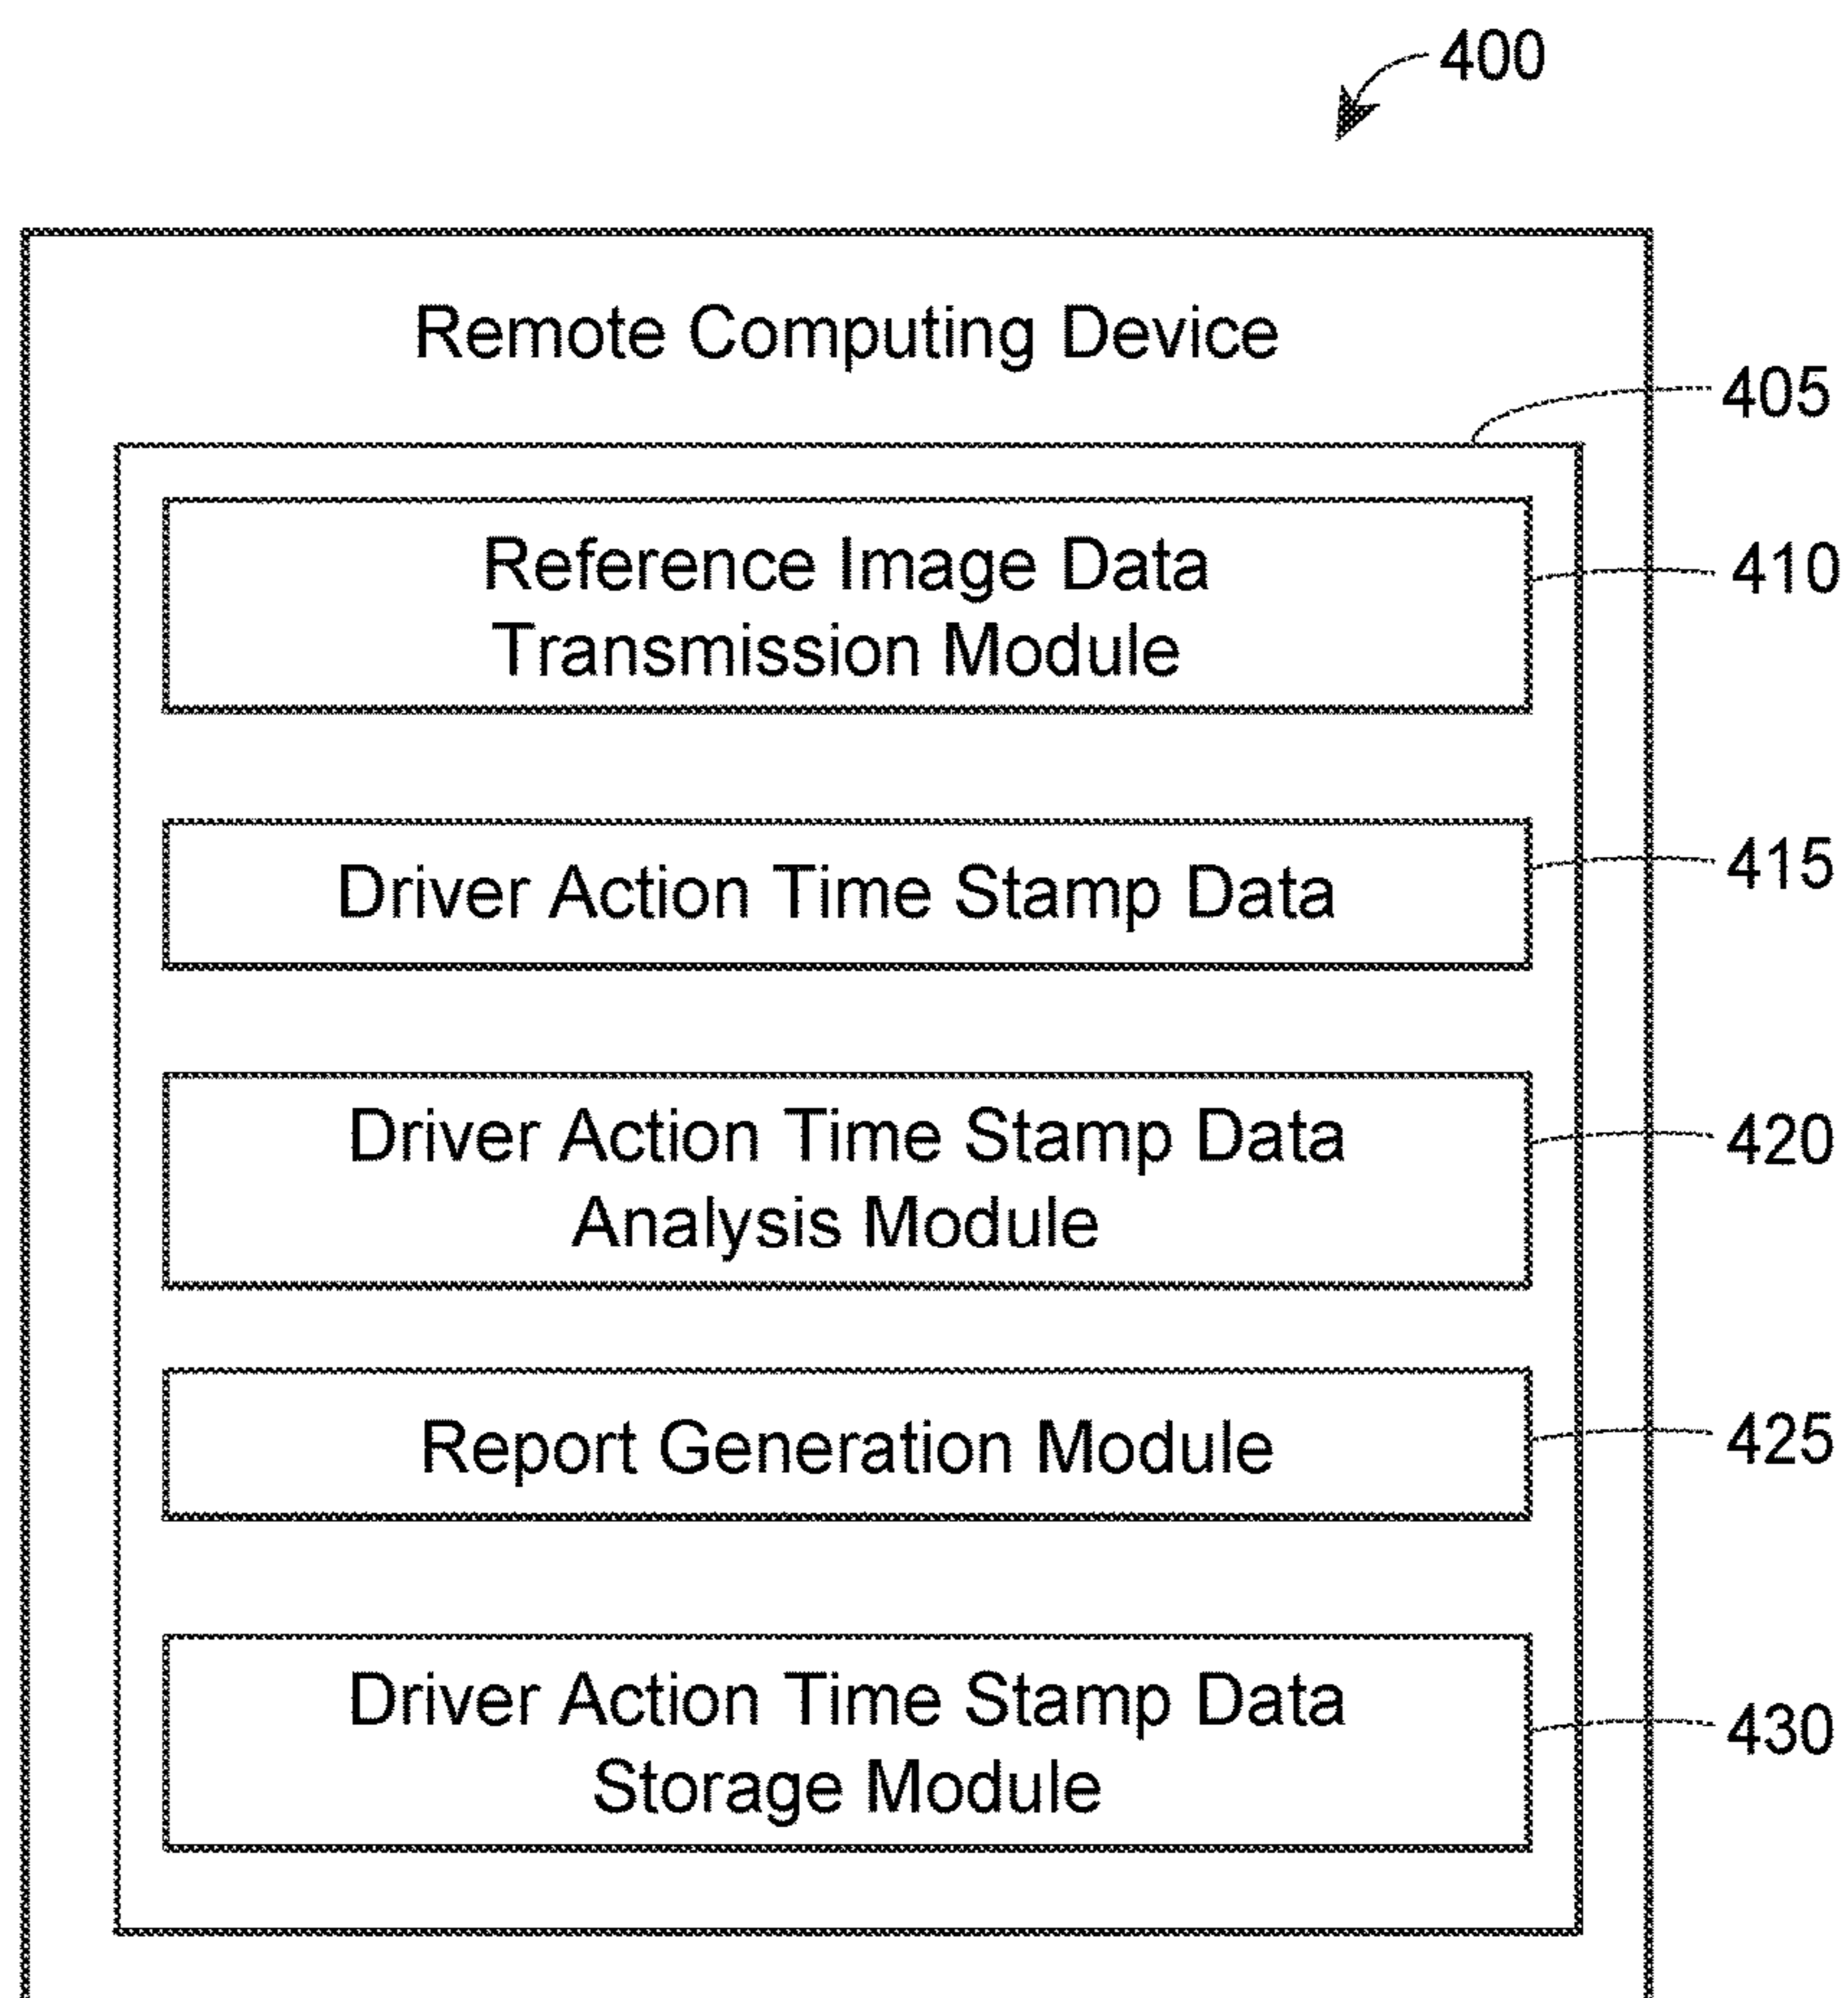 400
Remote Computing Device
405
Reference Image Data
Transmission Module
410
Driver Action Time Stamp Data
415
Driver Action Time Stamp Data
Analysis Module
420
Report Generation Module
425
Driver Action Time Stamp Data
Storage Module
430